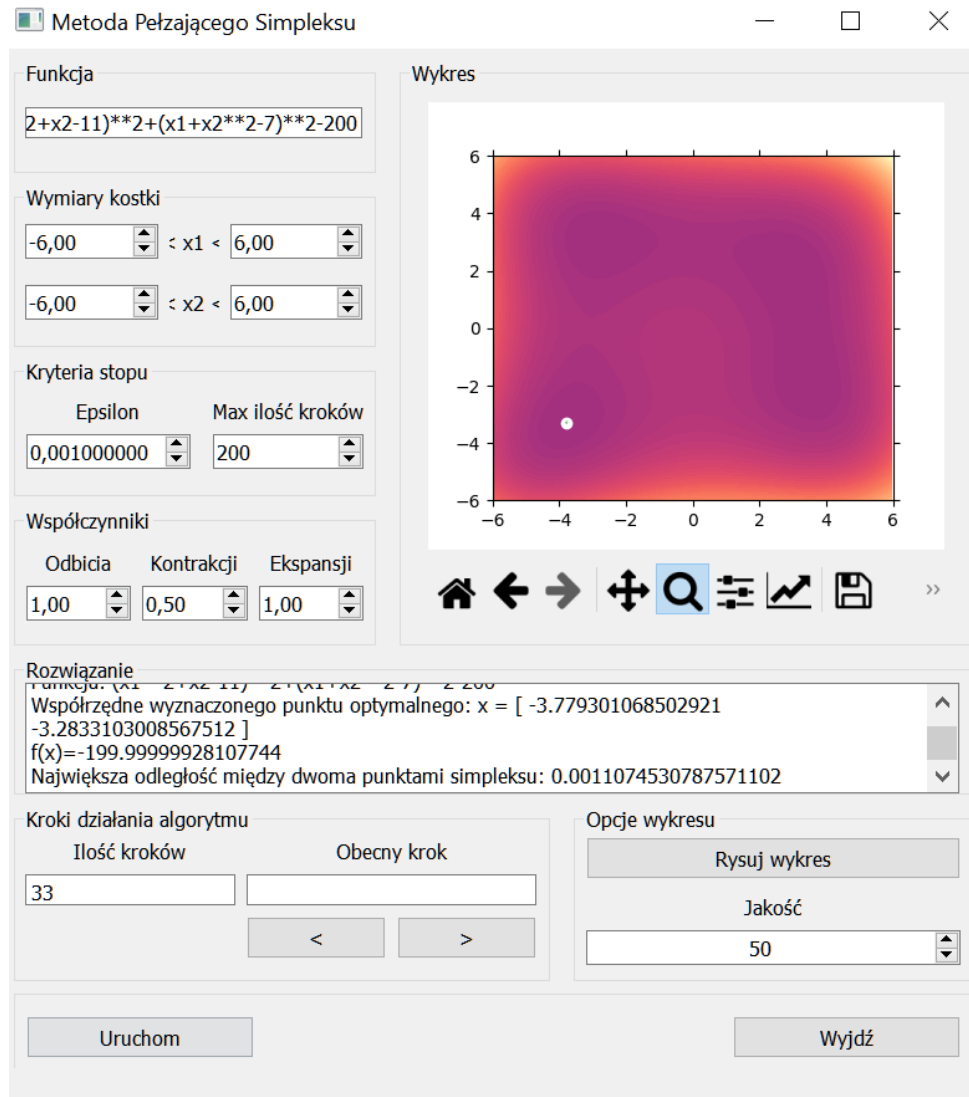 Metoda Pełzającego Simpleksu
Funkcja
2+x2-11)**2+(x1+x2**2-7)**2-200
Wymiary kostki
-6,00 < x1 < 6,00
-6,00 < x2 < 6,00
Kryteria stopu
Epsilon Max ilość kroków
0,001000000 200
Współczynniki
Odbicia Kontrakcji Ekspansji
1,00 0,50 1,00
Wykres
6
4
2
0
−2
−4
−6
−6 −4 −2 0 2 4 6
Rozwiązanie
Współrzędne wyznaczonego punktu optymalnego: x = [ -3.779301068502921
-3.2833103008567512 ]
f(x)=-199.99999928107744
Największa odległość między dwoma punktami simpleksu: 0.0011074530787571102
Kroki działania algorytmu
Ilość kroków Obecny krok
33
< >
Opcje wykresu
Rysuj wykres
Jakość
50
Uruchom Wyjdź